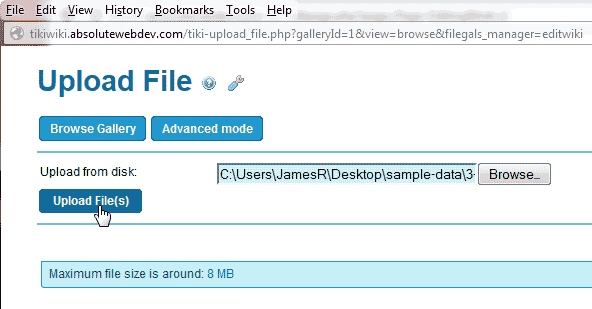 File Edit View History Bookmarks Tools Help
tikiwiki.absolutewebdev.com/tiki-upload_file.php?galleryId=1&view=browse&filegals_manager=editwiki
Upload File
Browse Gallery Advanced mode
Upload from disk: C:\Users\JamesR\Desktop\sample-data\3- Browse...
Upload File(s)
Maximum file size is around: 8 MB